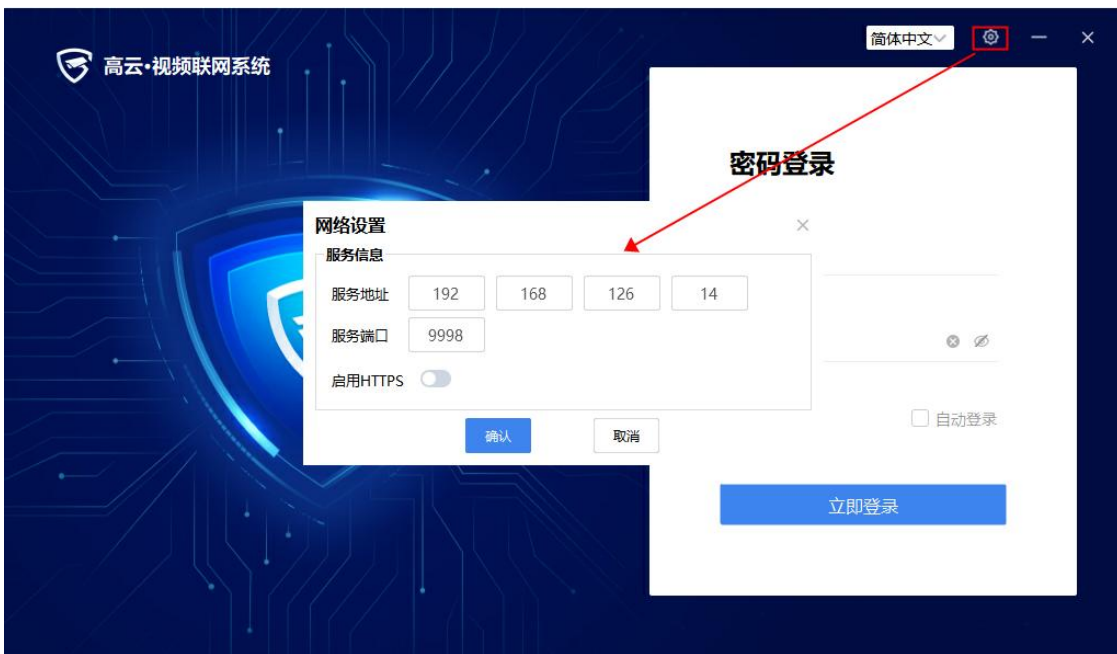 简体中文
高云·视频联网系统
密码登录
网络设置
服务信息
服务地址 192 168 126 14
服务端口 9998
启用HTTPS
自动登录
确认 取消
立即登录